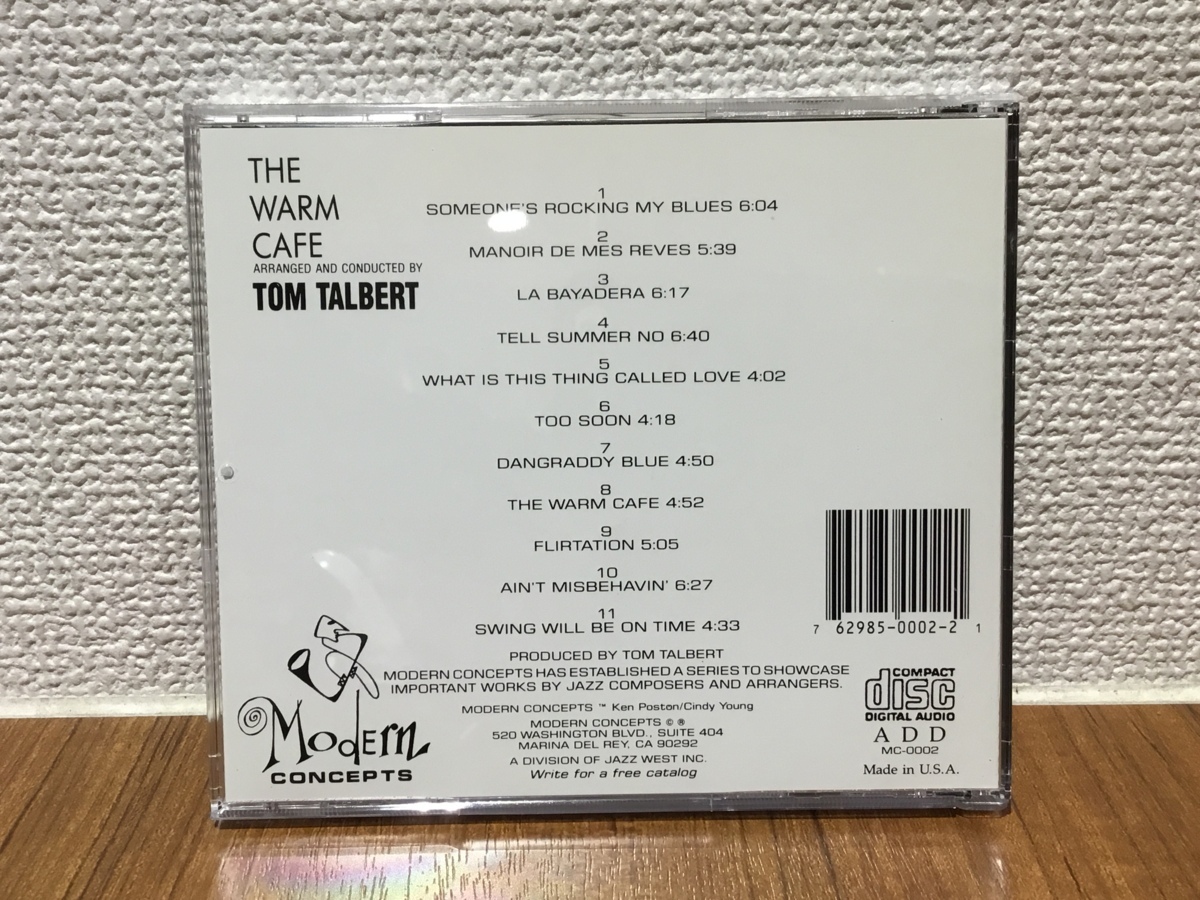 THE
WARM
CAFE
ARRANGED AND CONDUCTED BY
TOM TALBERT
1
SOMEONE'S ROCKING MY BLUES 6:04
2
MANOIR DE MES REVES 5:39
3
LA BAYADERA 6:17
4
TELL SUMMER NO 6:40
5
WHAT IS THIS THING CALLED LOVE 4:02
6
TOO SOON 4:18
7
DANGRADDY BLUE 4:50
8
THE WARM CAFE 4:52
9
FLIRTATION 5:05
10
AIN'T MISBEHAVIN' 6:27
11
SWING WILL BE ON TIME 4:33
PRODUCED BY TOM TALBERT
MODERN CONCEPTS HAS ESTABLISHED A SERIES TO SHOWCASE
IMPORTANT WORKS BY JAZZ COMPOSERS AND ARRANGERS.
MODERN CONCEPTS ™ Ken Poston/Cindy Young
MODERN CONCEPTS © ®
520 WASHINGTON BLVD., SUITE 404
MARINA DEL REY, CA 90292
A DIVISION OF JAZZ WEST INC.
Write for a free catalog
Modern
CONCEPTS
7 62985-0002-2 1
COMPACT
disc
DIGITAL AUDIO
A D D
MC-0002
Made in U.S.A.